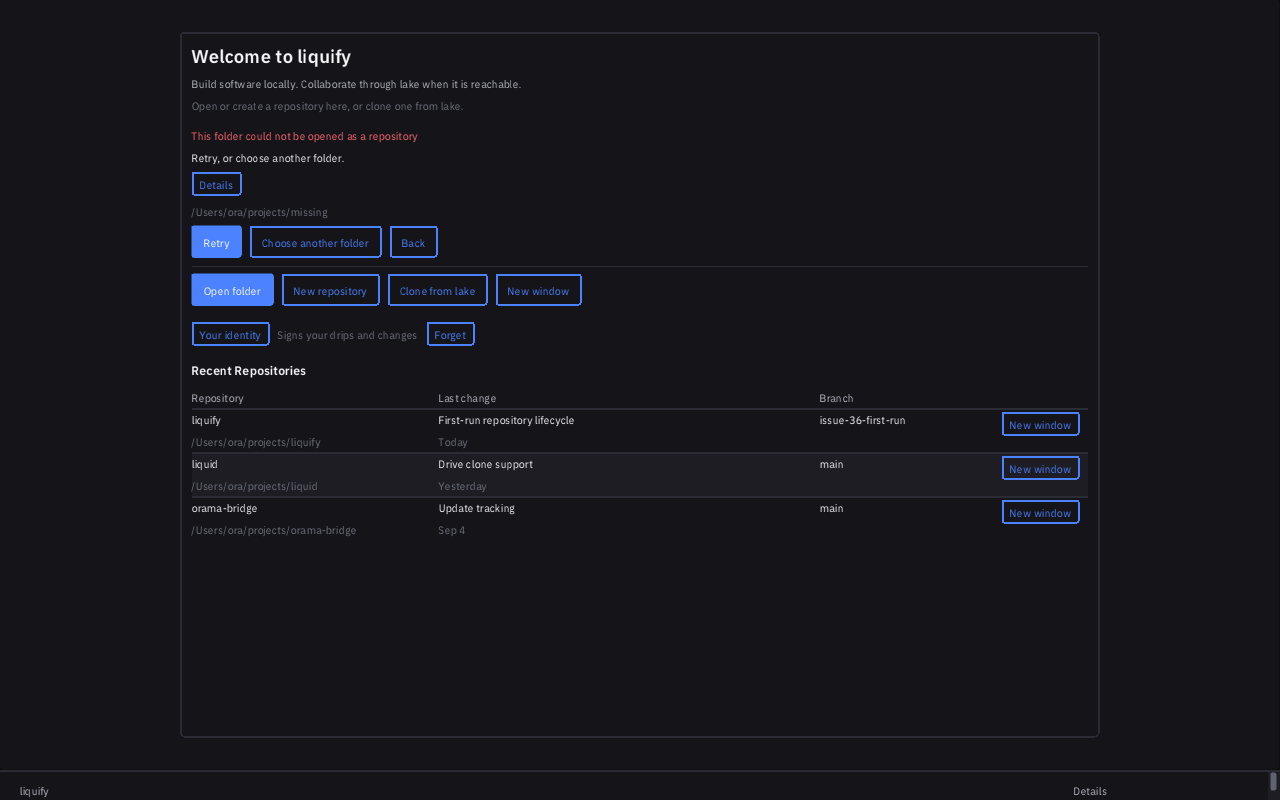 Welcome to liquify
Build software locally. Collaborate through lake when it is reachable.
Open or create a repository here, or clone one from lake.
This folder could not be opened as a repository
Retry, or choose another folder.
Details
/Users/ora/projects/missing
Retry Choose another folder Back
Open folder New repository Clone from lake New window
Your identity Signs your drips and changes Forget
Recent Repositories
Repository Last change Branch
liquify First-run repository lifecycle issue-36-first-run New window
/Users/ora/projects/liquify Today
liquid Drive clone support main New window
/Users/ora/projects/liquid Yesterday
orama-bridge Update tracking main New window
/Users/ora/projects/orama-bridge Sep 4
liquify Details